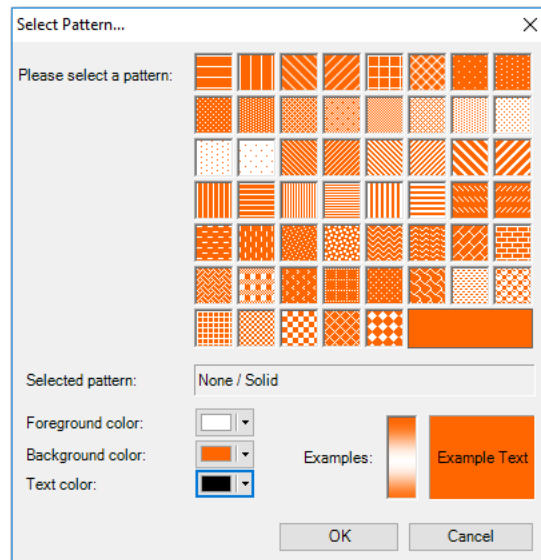 Select Pattern...
Please select a pattern:
Selected pattern:
None / Solid
Foreground color:
Background color:
Text color:
Examples:
Example Text
OK
Cancel